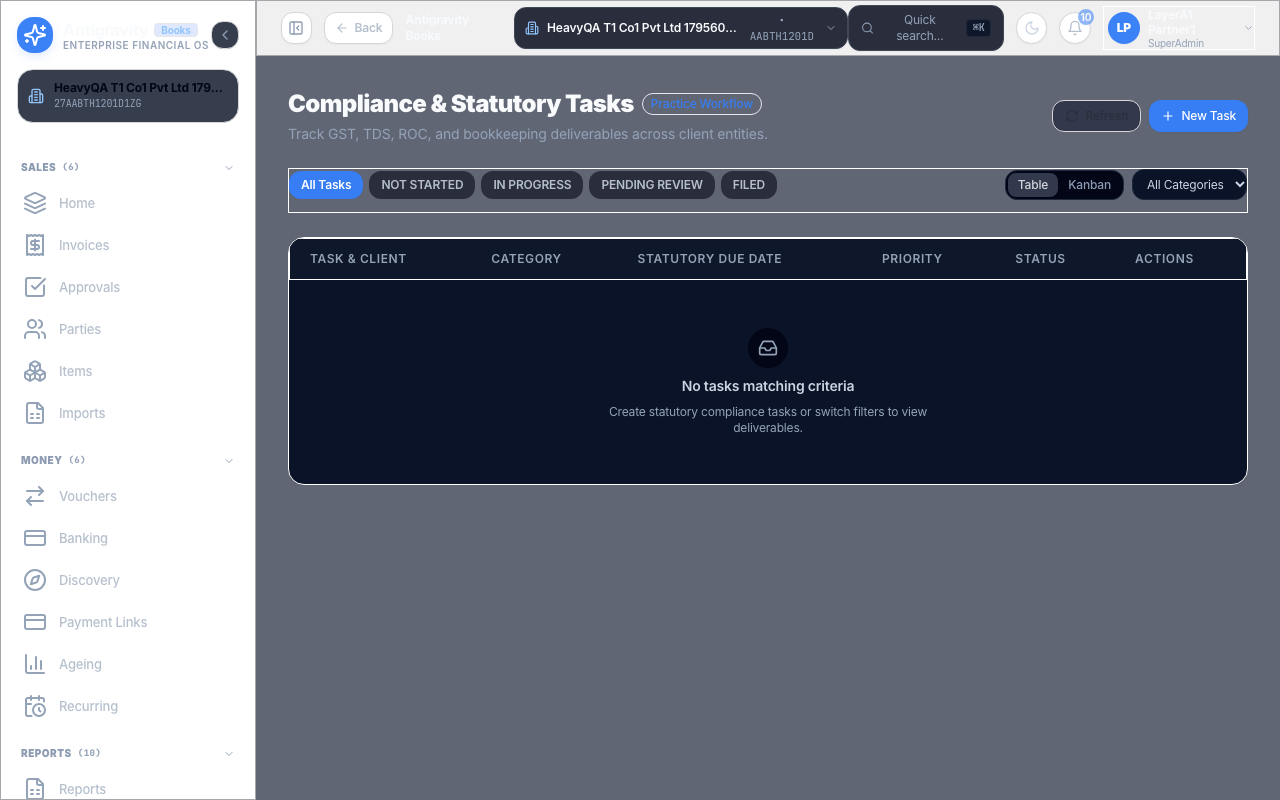 Antigravity Books
ENTERPRISE FINANCIAL OS
HeavyQA T1 Co1 Pvt Ltd 179...
27AABTH1201D1ZG
SALES (6)
Home
Invoices
Approvals
Parties
Items
Imports
MONEY (6)
Vouchers
Banking
Discovery
Payment Links
Ageing
Recurring
REPORTS (10)
Reports
Back
Antigravity
Books
HeavyQA T1 Co1 Pvt Ltd 179560...
•
AABTH1201D
Quick
search...
⌘K
10
LP
LayerA1
Partner1
SuperAdmin
Compliance & Statutory Tasks
Practice Workflow
Track GST, TDS, ROC, and bookkeeping deliverables across client entities.
Refresh
New Task
All Tasks
NOT STARTED
IN PROGRESS
PENDING REVIEW
FILED
Table
Kanban
All Categories
TASK & CLIENT
CATEGORY
STATUTORY DUE DATE
PRIORITY
STATUS
ACTIONS
No tasks matching criteria
Create statutory compliance tasks or switch filters to view
deliverables.